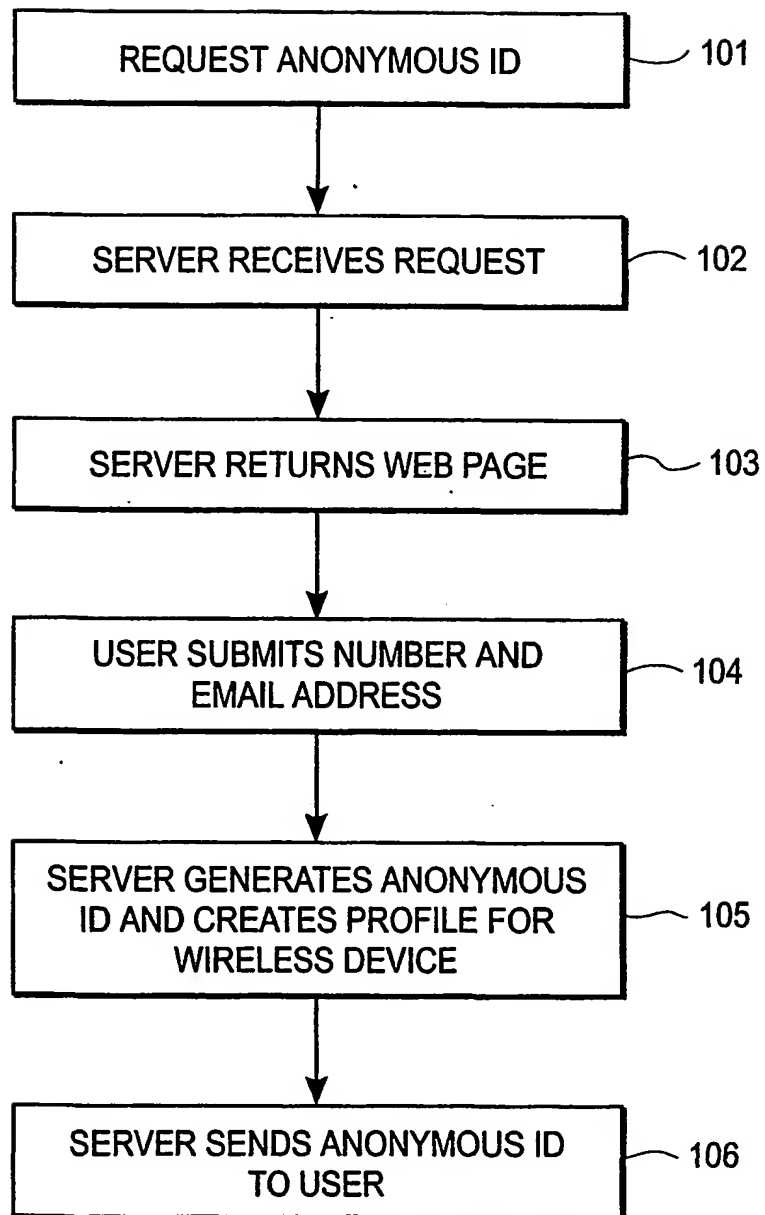 REQUEST ANONYMOUS ID
101
SERVER RECEIVES REQUEST
102
SERVER RETURNS WEB PAGE
103
USER SUBMITS NUMBER AND
EMAIL ADDRESS
104
SERVER GENERATES ANONYMOUS
ID AND CREATES PROFILE FOR
WIRELESS DEVICE
105
SERVER SENDS ANONYMOUS ID
TO USER
106